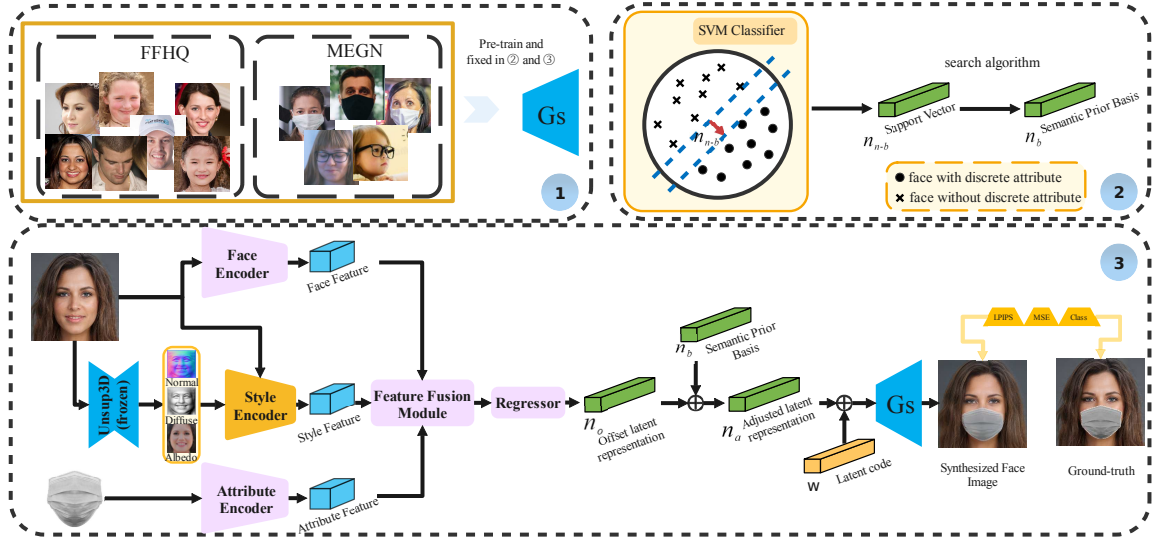 FFHQ
MEGN
Pre-train and
fixed in ② and ③
Gs
1
SVM Classifier
n_{n-b}
search algorithm
Support Vector
n_{n-b}
Semantic Prior Basis
n_b
face with discrete attribute
face without discrete attribute
2
3
Face
Encoder
Face Feature
Unsup3D
(frozen)
Normal
Diffuse
Albedo
Style
Encoder
Style Feature
Attribute
Encoder
Attribute Feature
Feature Fusion
Module
Regressor
n_o
Offset latent
representation
n_b
Semantic Prior
Basis
n_a
Adjusted latent
representation
w
Latent code
Gs
LPIPS
MSE
Class
Synthesized Face
Image
Ground-truth